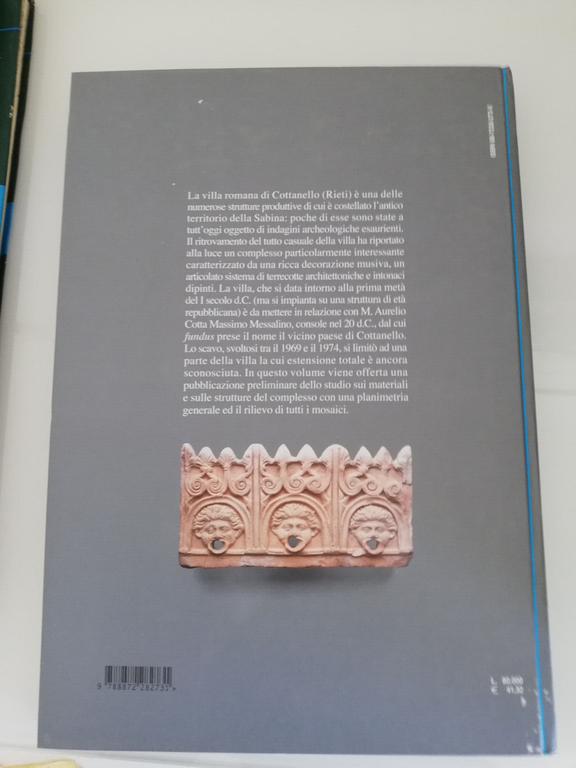 La villa romana di Cottanello (Rieti) è una delle
numerose strutture produttive di cui è costellato l'antico
territorio della Sabina: poche di esse sono state a
tutt'oggi oggetto di indagini archeologiche esaurienti.
Il ritrovamento del tutto casuale della villa ha riportato
alla luce un complesso particolarmente interessante
caratterizzato da una ricca decorazione musiva, un
articolato sistema di terrecotte architettoniche e intonaci
dipinti. La villa, che si data intorno alla prima metà
del I secolo d.C. (ma si impianta su una struttura di età
repubblicana) è da mettere in relazione con M. Aurelio
Cotta Massimo Messalino, console nel 20 d.C., dal cui
fundus prese il nome il vicino paese di Cottanello.
Lo scavo, svoltosi tra il 1969 e il 1974, si limitò ad una
parte della villa la cui estensione totale è ancora
sconosciuta. In questo volume viene offerta una
pubblicazione preliminare dello studio sui materiali
e sulle strutture del complesso con una planimetria
generale ed il rilievo di tutti i mosaici.
9 788872 282731 >
L. 80.000
€ 41,30